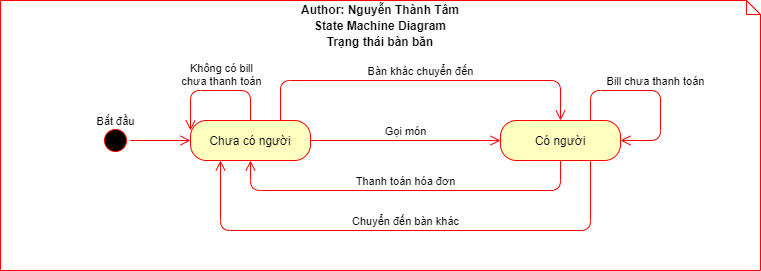 Author: Nguyễn Thành Tâm
State Machine Diagram
Trạng thái bàn băn
Không có bill
chưa thanh toán
Bàn khác chuyển đến
Bill chưa thanh toán
Bắt đầu
Chưa có người
Gọi món
Có người
Thanh toán hóa đơn
Chuyển đến bàn khác